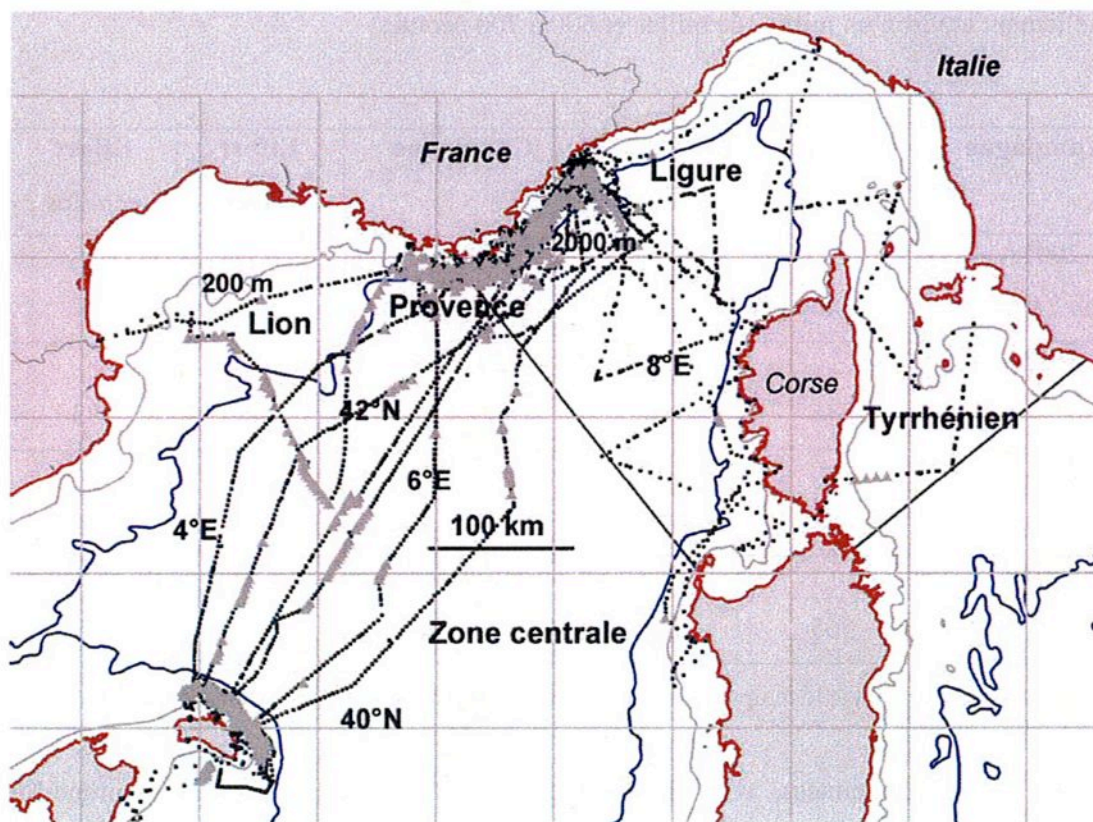 Italie
France
Ligure
2000 m
200 m
Provence
Lion
8°E
Corse
42°N
Tyrrhénien
6°E
4°E
100 km
Zone centrale
40°N